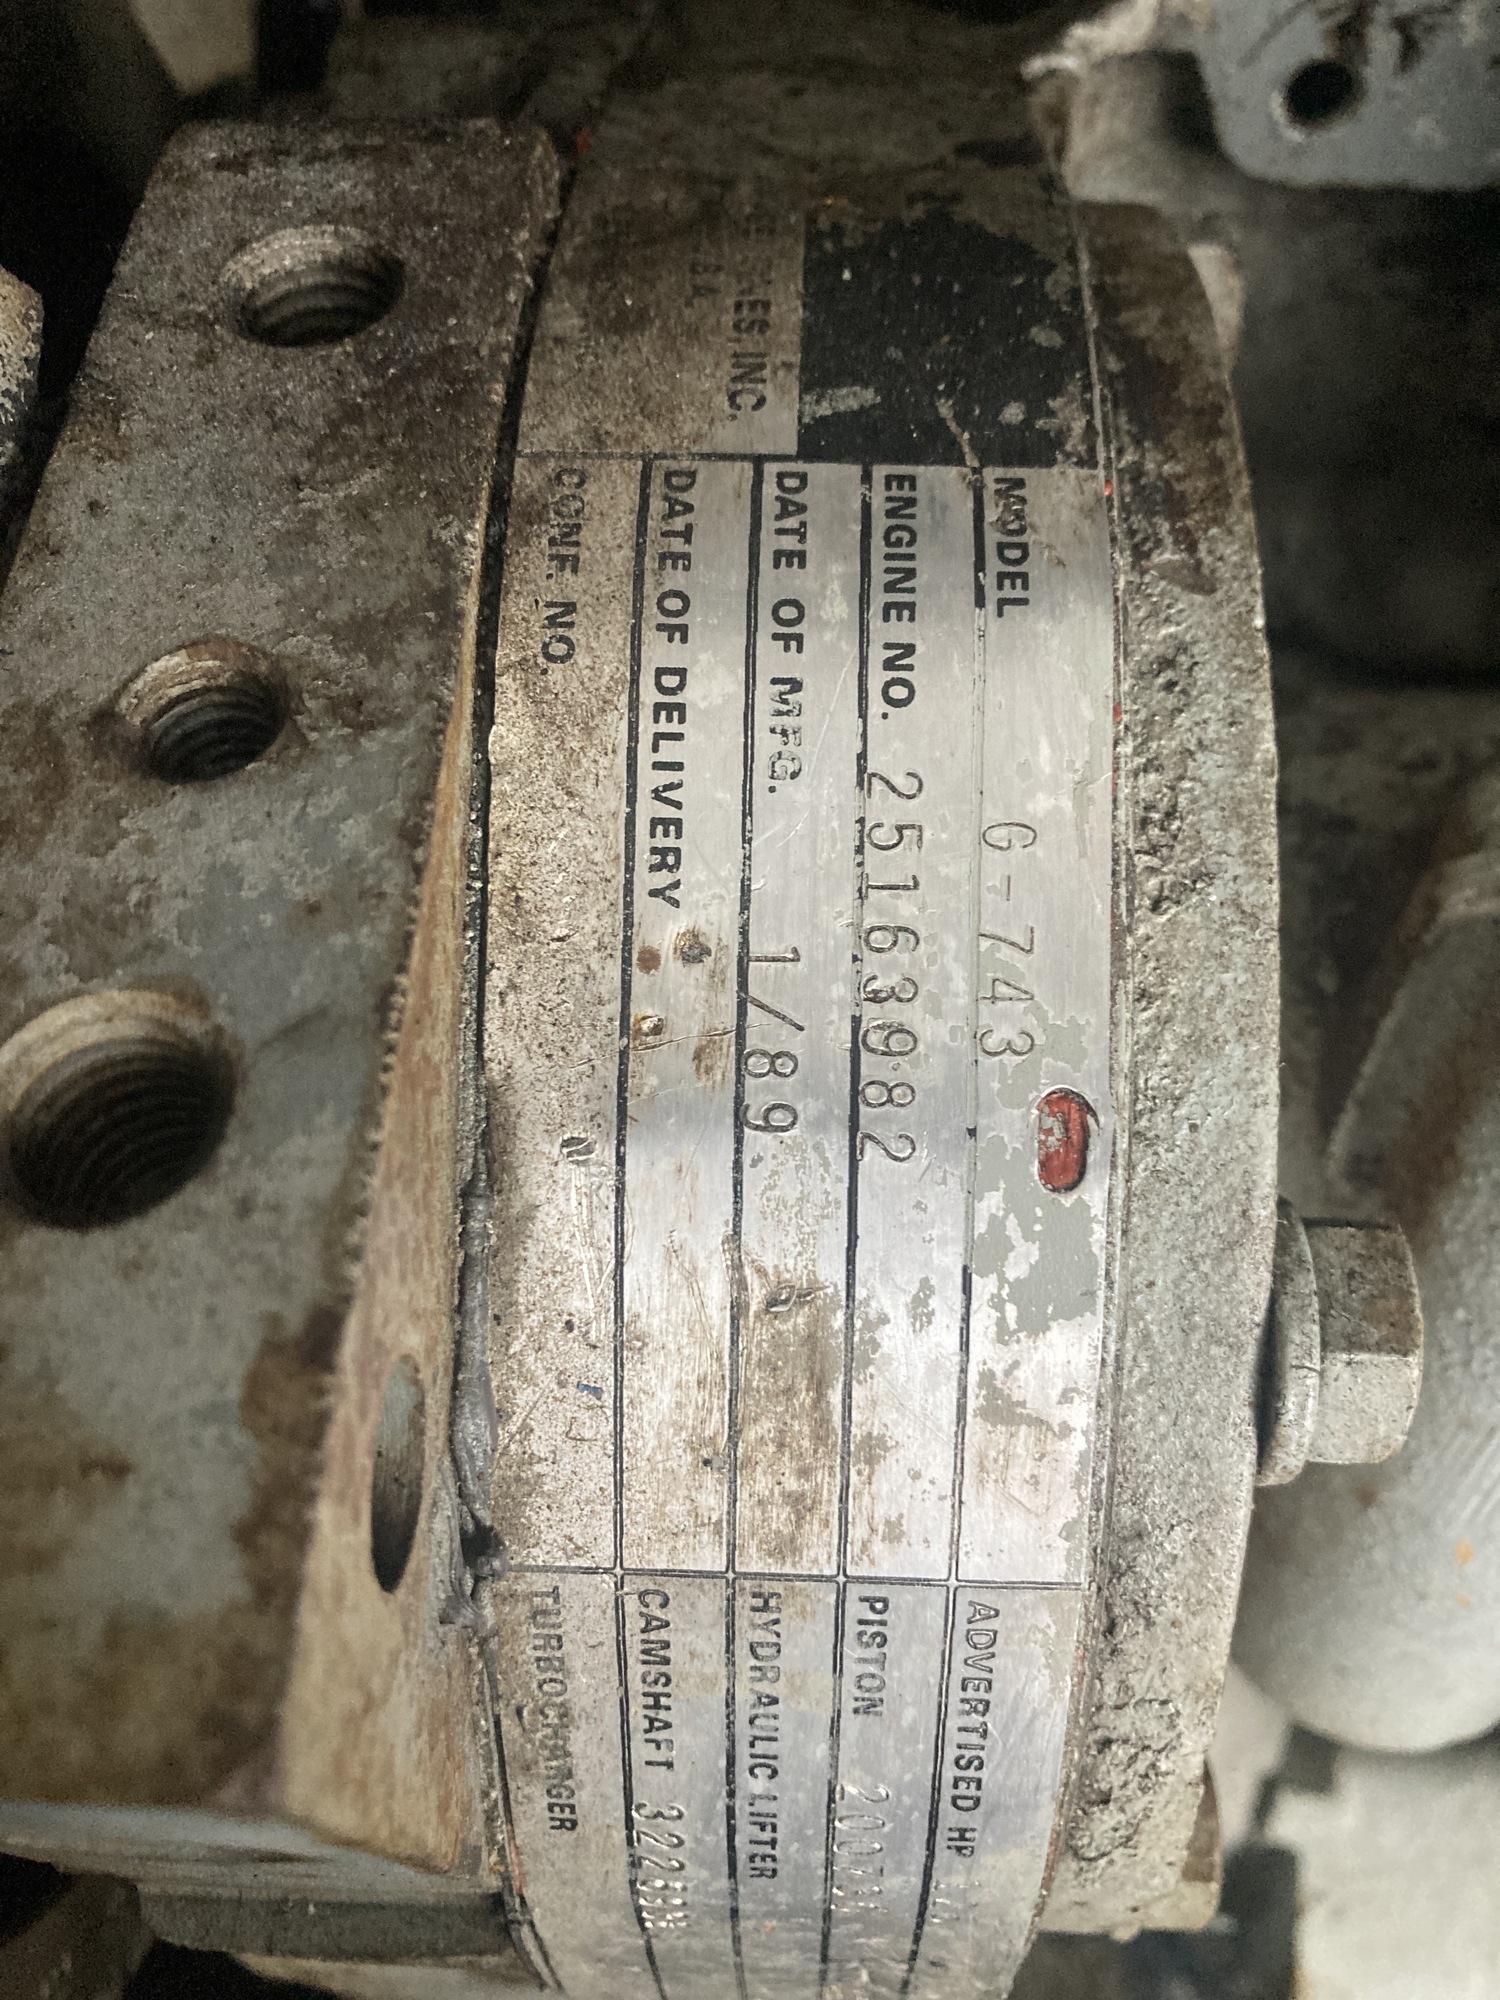 INES, INC.
MODEL G-743
ENGINE NO. 25163982
DATE OF MFG. 1/89
DATE OF DELIVERY
CONF. NO.
ADVERTISED HP
PISTON
HYDRAULIC LIFTER
CAMSHAFT
TURBOCHARGER